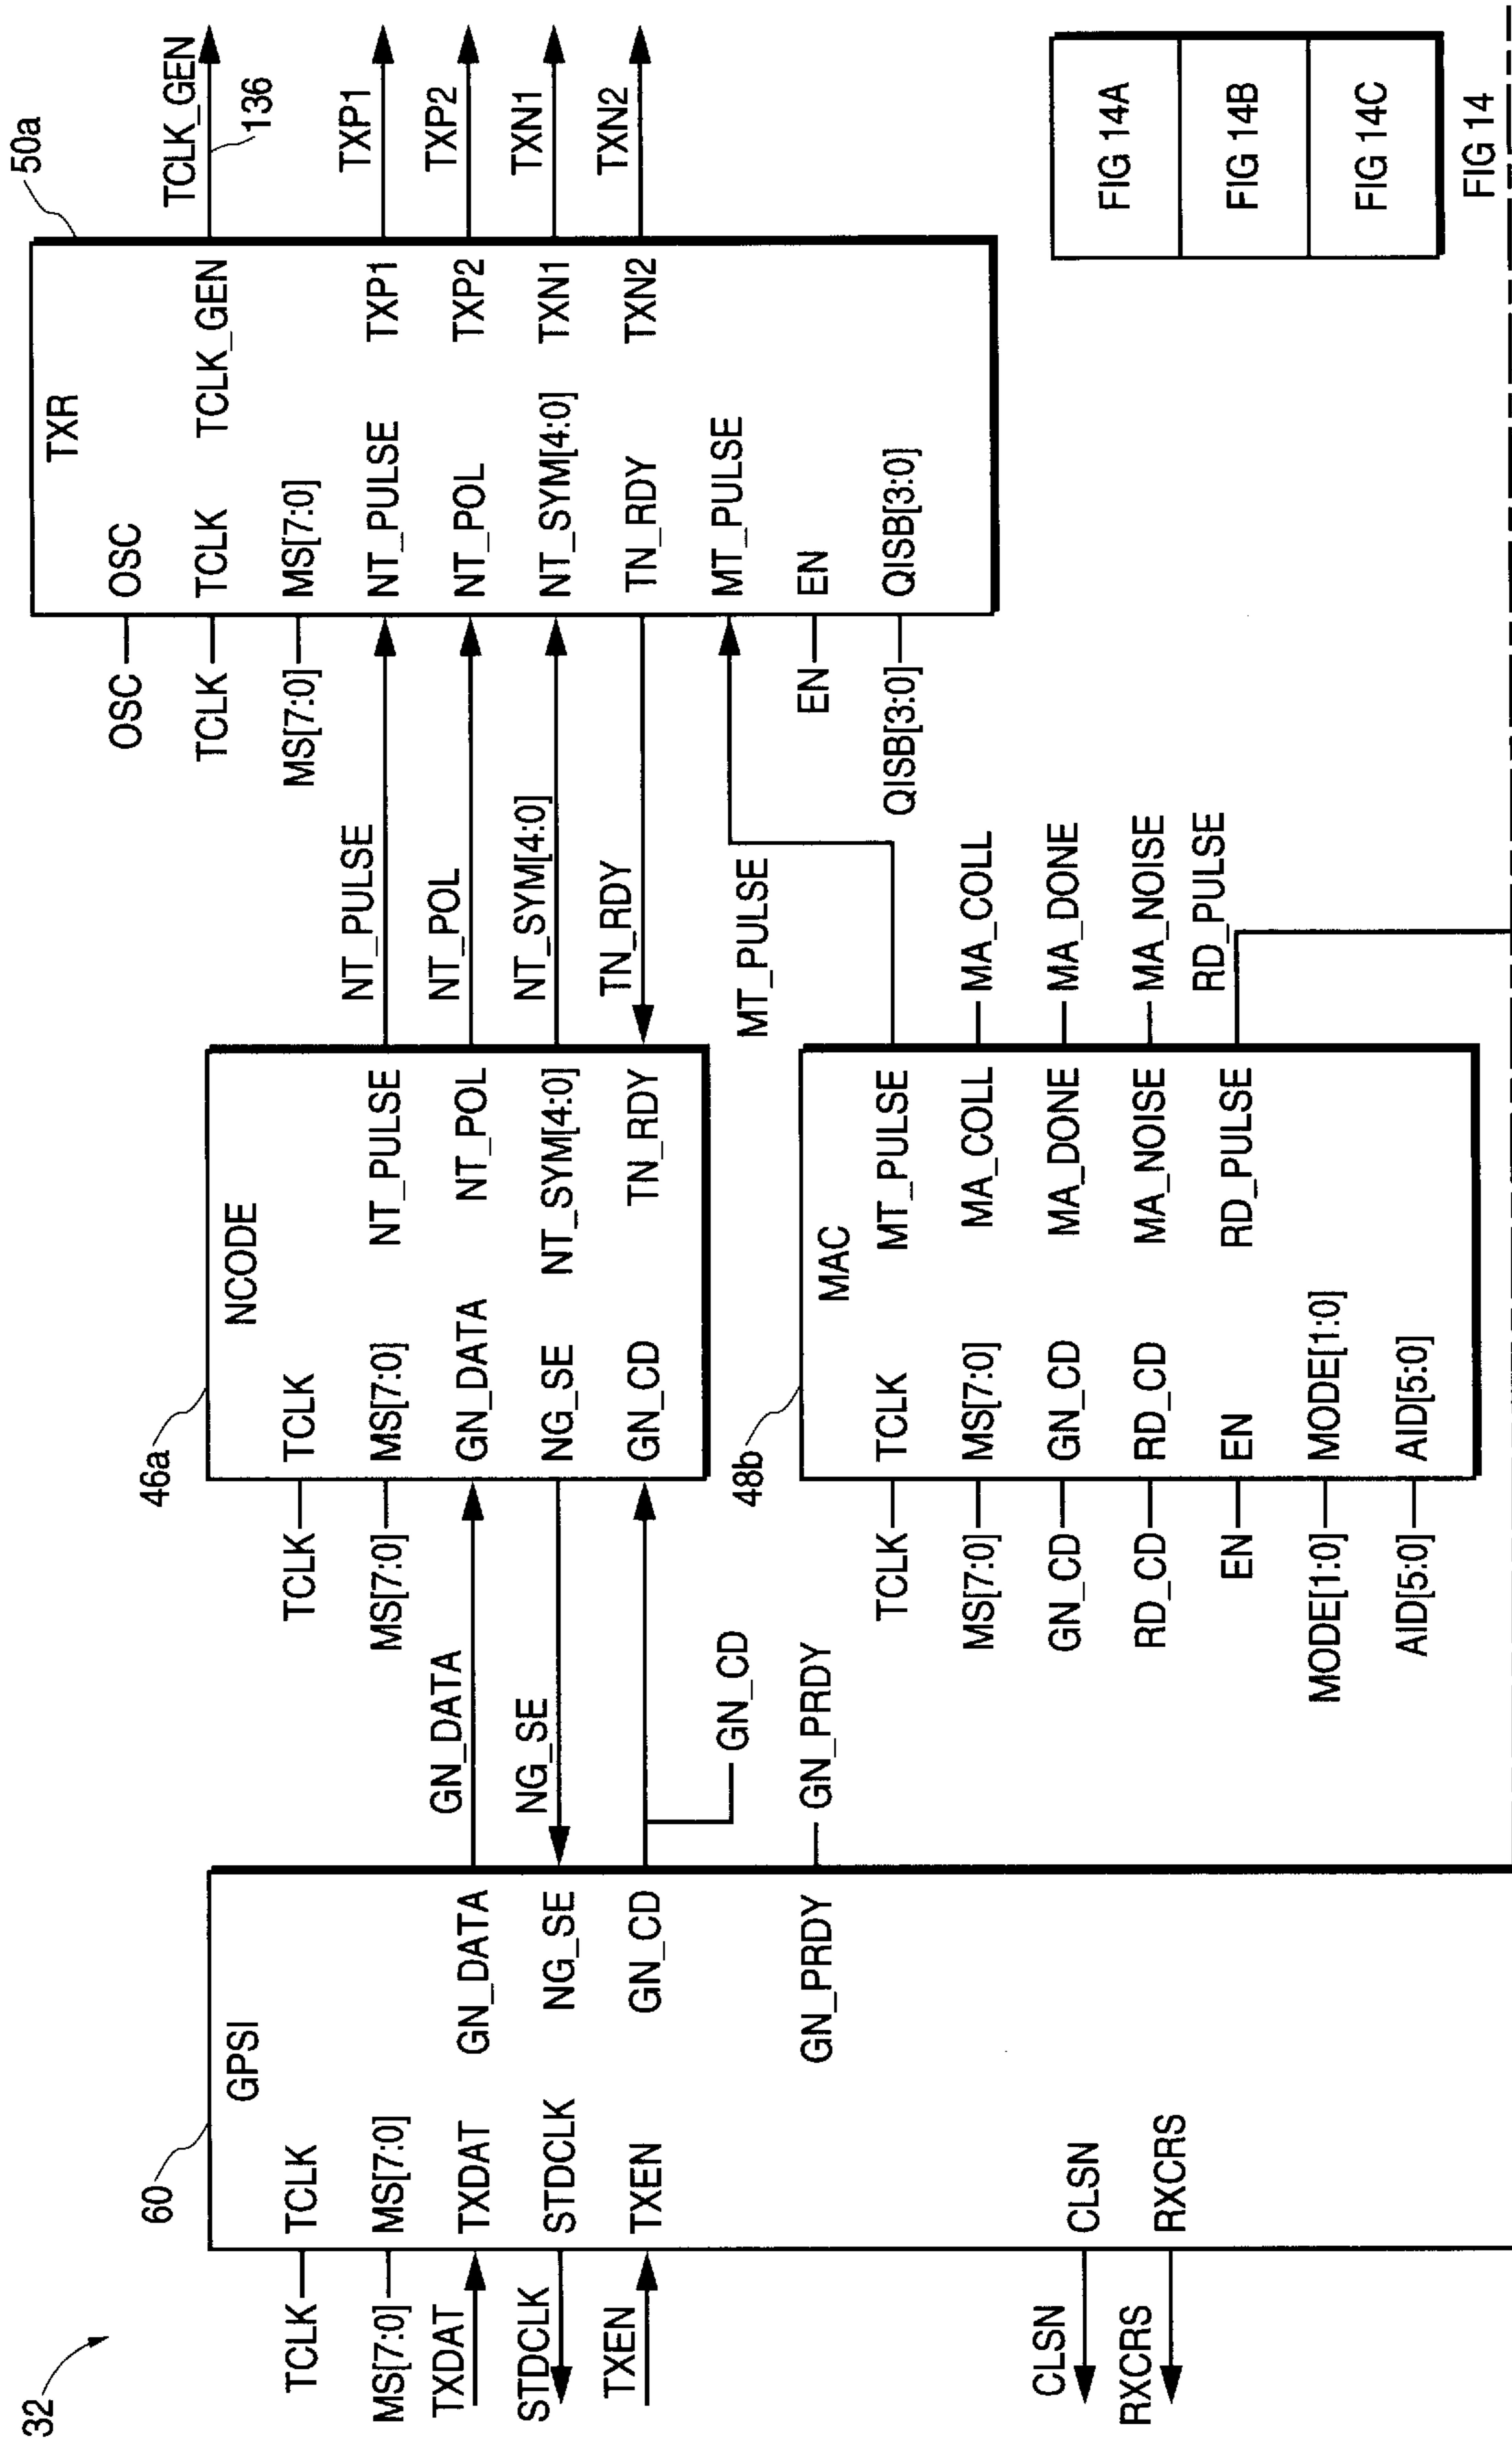 32
60
GPSI
TCLK
TCLK
MS[7:0]
MS[7:0]
TXDAT
TXDAT
GN_DATA
STDCLK
STDCLK
NG_SE
TXEN
TXEN
GN_CD
GN_PRDY
CLSN
CLSN
RXCRS
RXCRS
GN_DATA
NG_SE
GN_CD
GN_PRDY
46a
NCODE
TCLK
TCLK
MS[7:0]
MS[7:0]
NT_PULSE
GN_DATA
NT_POL
NG_SE
NT_SYM[4:0]
GN_CD
TN_RDY
48b
MAC
TCLK
TCLK
MT_PULSE
MS[7:0]
MS[7:0]
MA_COLL
MA_COLL
GN_CD
GN_CD
MA_DONE
MA_DONE
RD_CD
RD_CD
MA_NOISE
MA_NOISE
EN
EN
RD_PULSE
RD_PULSE
MODE[1:0]
MODE[1:0]
AID[5:0]
AID[5:0]
NT_PULSE
NT_POL
NT_SYM[4:0]
TN_RDY
MT_PULSE
50a
TXR
OSC
OSC
TCLK
TCLK
TCLK_GEN
TCLK_GEN
136
MS[7:0]
MS[7:0]
NT_PULSE
TXP1
TXP1
NT_POL
TXP2
TXP2
NT_SYM[4:0]
TXN1
TXN1
TN_RDY
TXN2
TXN2
MT_PULSE
EN
EN
QISB[3:0]
QISB[3:0]
FIG 14A
FIG 14B
FIG 14C
FIG 14